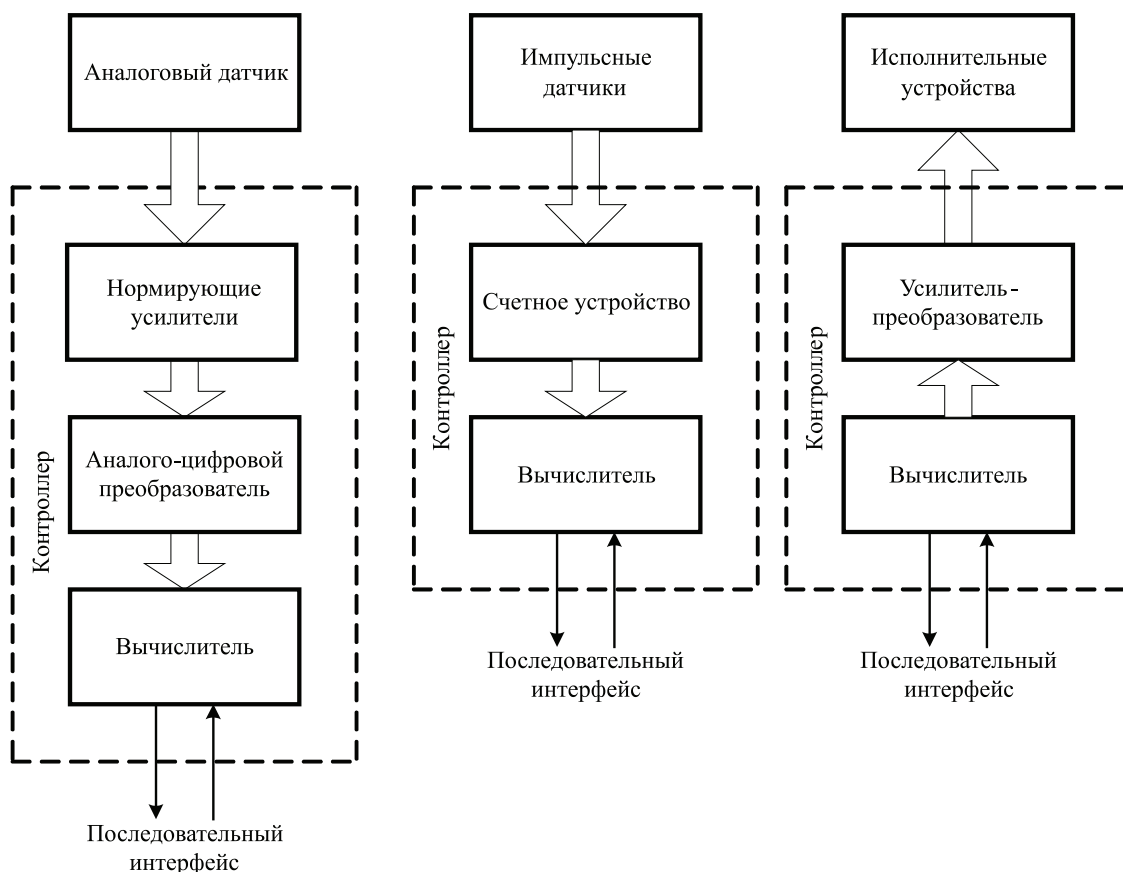 Аналоговый датчик
Нормирующие
усилители
Аналого-цифровой
преобразователь
Контроллер
Вычислитель
Последовательный
интерфейс
Импульсные
датчики
Счетное устройство
Контроллер
Вычислитель
Последовательный
интерфейс
Исполнительные
устройства
Усилитель-
преобразователь
Контроллер
Вычислитель
Последовательный
интерфейс